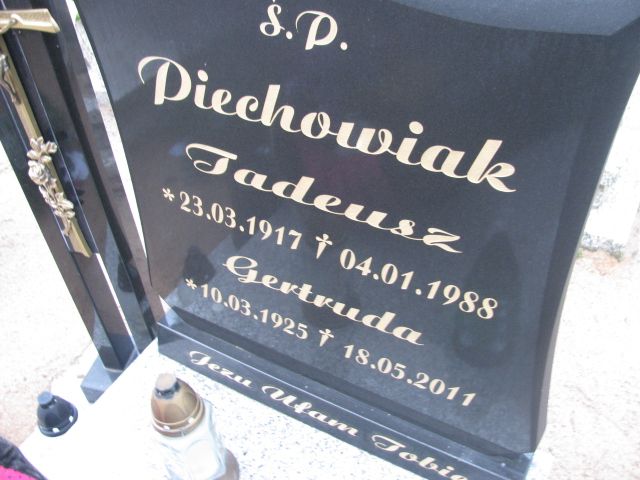 Ś.P.
Piechowiak
Tadeusz
* 23.03.1917 † 04.01.1988
Gertruda
* 10.03.1925 † 18.05.2011
Jezu Ufam Tobie